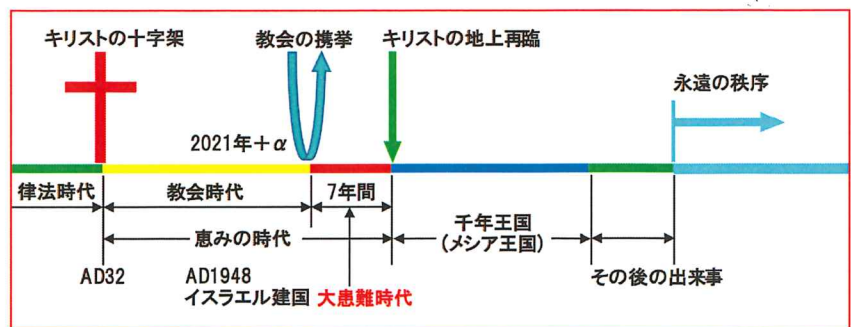 キリストの十字架
教会の携挙
キリストの地上再臨
永遠の秩序
2021年+α
律法時代
教会時代
7年間
恵みの時代
千年王国
(メシア王国)
その後の出来事
AD32
AD1948
イスラエル建国
大患難時代